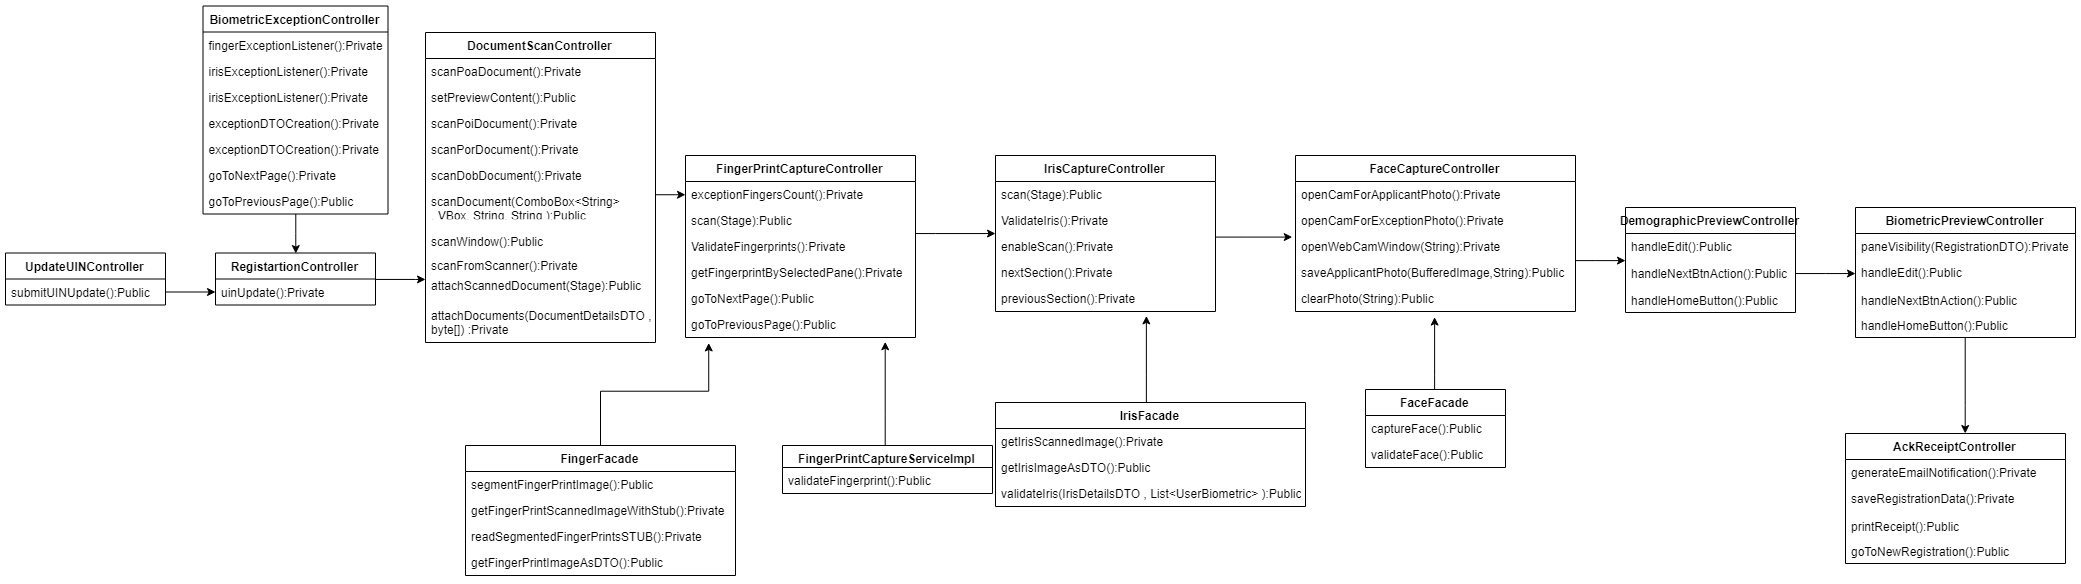 BiometricExceptionController
fingerExceptionListener():Private
irisExceptionListener():Private
irisExceptionListener():Private
exceptionDTOCreation():Private
exceptionDTOCreation():Private
goToNextPage():Private
goToPreviousPage():Public
UpdateUINController
submitUINUpdate():Public
RegistartionController
uinUpdate():Private
DocumentScanController
scanPoaDocument():Private
setPreviewContent():Public
scanPoiDocument():Private
scanPorDocument():Private
scanDobDocument():Private
scanDocument(ComboBox<String>
, VBox, String, String ):Public
scanWindow():Public
scanFromScanner():Private
attachScannedDocument(Stage):Public
attachDocuments(DocumentDetailsDTO ,
byte[]) :Private
FingerPrintCaptureController
exceptionFingersCount():Private
scan(Stage):Public
ValidateFingerprints():Private
getFingerprintBySelectedPane():Private
goToNextPage():Public
goToPreviousPage():Public
FingerFacade
segmentFingerPrintImage():Public
getFingerPrintScannedImageWithStub():Private
readSegmentedFingerPrintsSTUB():Private
getFingerPrintImageAsDTO():Public
FingerPrintCaptureServiceImpl
validateFingerprint():Public
IrisCaptureController
scan(Stage):Public
ValidateIris():Private
enableScan():Private
nextSection():Private
previousSection():Private
IrisFacade
getIrisScannedImage():Private
getIrisImageAsDTO():Public
validateIris(IrisDetailsDTO , List<UserBiometric> ):Public
FaceCaptureController
openCamForApplicantPhoto():Private
openCamForExceptionPhoto():Private
openWebCamWindow(String):Private
saveApplicantPhoto(BufferedImage,String):Public
clearPhoto(String):Public
FaceFacade
captureFace():Public
validateFace():Public
DemographicPreviewController
handleEdit():Public
handleNextBtnAction():Public
handleHomeButton():Public
BiometricPreviewController
paneVisibility(RegistrationDTO):Private
handleEdit():Public
handleNextBtnAction():Public
handleHomeButton():Public
AckReceiptController
generateEmailNotification():Private
saveRegistrationData():Private
printReceipt():Public
goToNewRegistration():Public